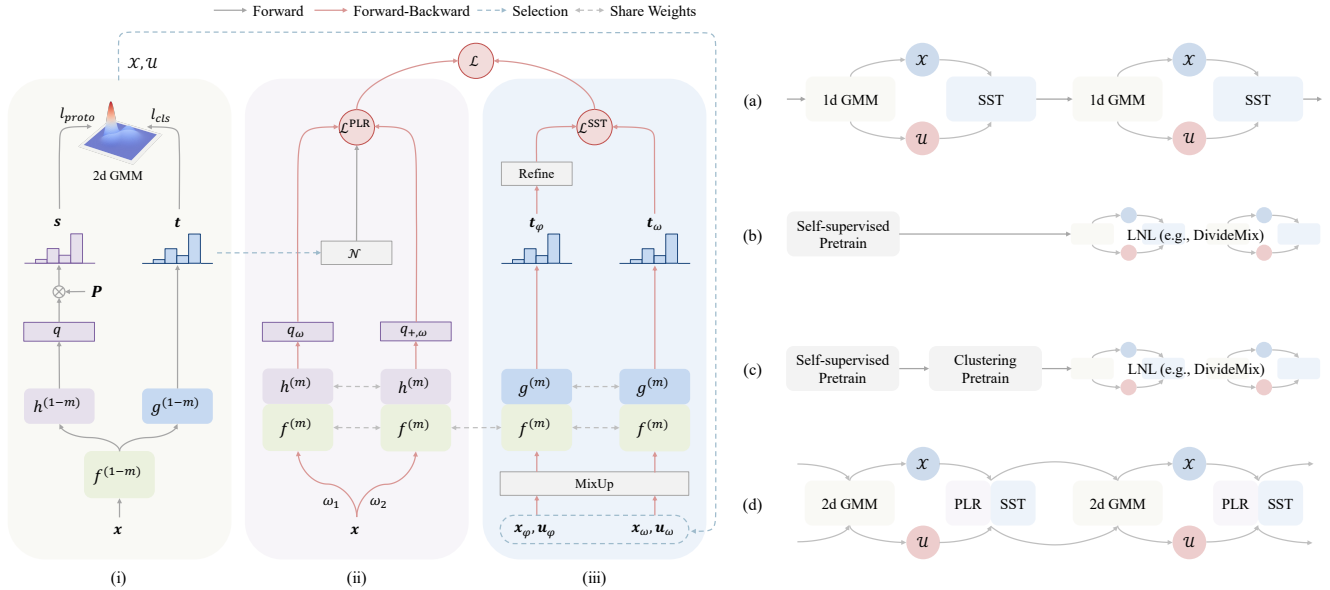 Forward
Forward-Backward
Selection
Share Weights
𝒳, 𝒰
l_proto
l_cls
2d GMM
s
t
P
q
h^(1−m)
g^(1−m)
f^(1−m)
x
(i)
ℒ
ℒ^PLR
𝒩
q_ω
q_+,ω
h^(m)
h^(m)
f^(m)
f^(m)
ω_1
ω_2
x
(ii)
ℒ^SST
Refine
t_φ
t_ω
g^(m)
g^(m)
f^(m)
f^(m)
MixUp
x_φ, u_φ
x_ω, u_ω
(iii)
(a)
1d GMM
𝒳
𝒰
SST
1d GMM
𝒳
𝒰
SST
(b)
Self-supervised
Pretrain
LNL (e.g., DivideMix)
(c)
Self-supervised
Pretrain
Clustering
Pretrain
LNL (e.g., DivideMix)
(d)
2d GMM
𝒳
𝒰
PLR
SST
2d GMM
𝒳
𝒰
PLR
SST